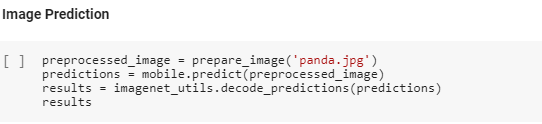 Image Prediction
[ ] preprocessed_image = prepare_image('panda.jpg')
predictions = mobile.predict(preprocessed_image)
results = imagenet_utils.decode_predictions(predictions)
results